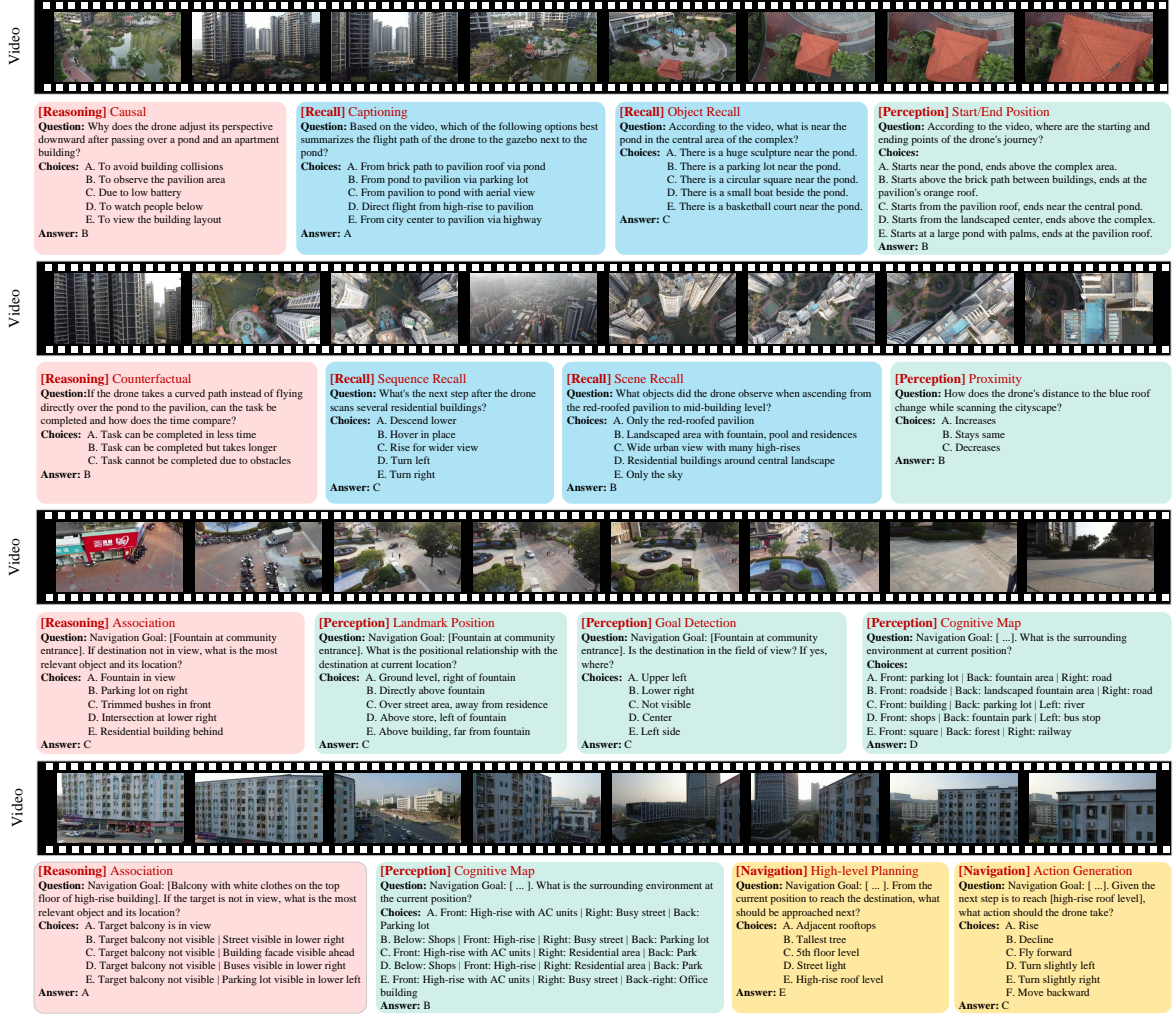 Video
[Reasoning] Causal
Question: Why does the drone adjust its perspective
downward after passing over a pond and an apartment
building?
Choices: A. To avoid building collisions
B. To observe the pavilion area
C. Due to low battery
D. To watch people below
E. To view the building layout
Answer: B
[Recall] Captioning
Question: Based on the video, which of the following options best
summarizes the flight path of the drone to the gazebo next to the
pond?
Choices: A. From brick path to pavilion roof via pond
B. From pond to pavilion via parking lot
C. From pavilion to pond with aerial view
D. Direct flight from high-rise to pavilion
E. From city center to pavilion via highway
Answer: A
[Recall] Object Recall
Question: According to the video, what is near the
pond in the central area of the complex?
Choices: A. There is a huge sculpture near the pond.
B. There is a parking lot near the pond.
C. There is a circular square near the pond.
D. There is a small boat beside the pond.
E. There is a basketball court near the pond.
Answer: C
[Perception] Start/End Position
Question: According to the video, where are the starting and
ending points of the drone's journey?
Choices:
A. Starts near the pond, ends above the complex area.
B. Starts above the brick path between buildings, ends at the
pavilion's orange roof.
C. Starts from the pavilion roof, ends near the central pond.
D. Starts from the landscaped center, ends above the complex.
E. Starts at a large pond with palms, ends at the pavilion roof.
Answer: B
Video
[Reasoning] Counterfactual
Question:If the drone takes a curved path instead of flying
directly over the pond to the pavilion, can the task be
completed and how does the time compare?
Choices: A. Task can be completed in less time
B. Task can be completed but takes longer
C. Task cannot be completed due to obstacles
Answer: B
[Recall] Sequence Recall
Question: What's the next step after the drone
scans several residential buildings?
Choices: A. Descend lower
B. Hover in place
C. Rise for wider view
D. Turn left
E. Turn right
Answer: C
[Recall] Scene Recall
Question: What objects did the drone observe when ascending from
the red-roofed pavilion to mid-building level?
Choices: A. Only the red-roofed pavilion
B. Landscaped area with fountain, pool and residences
C. Wide urban view with many high-rises
D. Residential buildings around central landscape
E. Only the sky
Answer: B
[Perception] Proximity
Question: How does the drone's distance to the blue roof
change while scanning the cityscape?
Choices: A. Increases
B. Stays same
C. Decreases
Answer: B
Video
[Reasoning] Association
Question: Navigation Goal: [Fountain at community
entrance]. If destination not in view, what is the most
relevant object and its location?
Choices: A. Fountain in view
B. Parking lot on right
C. Trimmed bushes in front
D. Intersection at lower right
E. Residential building behind
Answer: C
[Perception] Landmark Position
Question: Navigation Goal: [Fountain at community
entrance]. What is the positional relationship with the
destination at current location?
Choices: A. Ground level, right of fountain
B. Directly above fountain
C. Over street area, away from residence
D. Above store, left of fountain
E. Above building, far from fountain
Answer: C
[Perception] Goal Detection
Question: Navigation Goal: [Fountain at community
entrance]. Is the destination in the field of view? If yes,
where?
Choices: A. Upper left
B. Lower right
C. Not visible
D. Center
E. Left side
Answer: C
[Perception] Cognitive Map
Question: Navigation Goal: [ ...]. What is the surrounding
environment at current position?
Choices:
A. Front: parking lot | Back: fountain area | Right: road
B. Front: roadside | Back: landscaped fountain area | Right: road
C. Front: building | Back: parking lot | Left: river
D. Front: shops | Back: fountain park | Left: bus stop
E. Front: square | Back: forest | Right: railway
Answer: D
Video
[Reasoning] Association
Question: Navigation Goal: [Balcony with white clothes on the top
floor of high-rise building]. If the target is not in view, what is the most
relevant object and its location?
Choices: A. Target balcony is in view
B. Target balcony not visible | Street visible in lower right
C. Target balcony not visible | Building facade visible ahead
D. Target balcony not visible | Buses visible in lower right
E. Target balcony not visible | Parking lot visible in lower left
Answer: A
[Perception] Cognitive Map
Question: Navigation Goal: [ ... ]. What is the surrounding environment at
the current position?
Choices: A. Front: High-rise with AC units | Right: Busy street | Back:
Parking lot
B. Below: Shops | Front: High-rise | Right: Busy street | Back: Parking lot
C. Front: High-rise with AC units | Right: Residential area | Back: Park
D. Below: Shops | Front: High-rise | Right: Residential area | Back: Park
E. Front: High-rise with AC units | Right: Busy street | Back-right: Office
building
Answer: B
[Navigation] High-level Planning
Question: Navigation Goal: [ ... ]. From the
current position to reach the destination, what
should be approached next?
Choices: A. Adjacent rooftops
B. Tallest tree
C. 5th floor level
D. Street light
E. High-rise roof level
Answer: E
[Navigation] Action Generation
Question: Navigation Goal: [ ...]. Given the
next step is to reach [high-rise roof level],
what action should the drone take?
Choices: A. Rise
B. Decline
C. Fly forward
D. Turn slightly left
E. Turn slightly right
F. Move backward
Answer: C